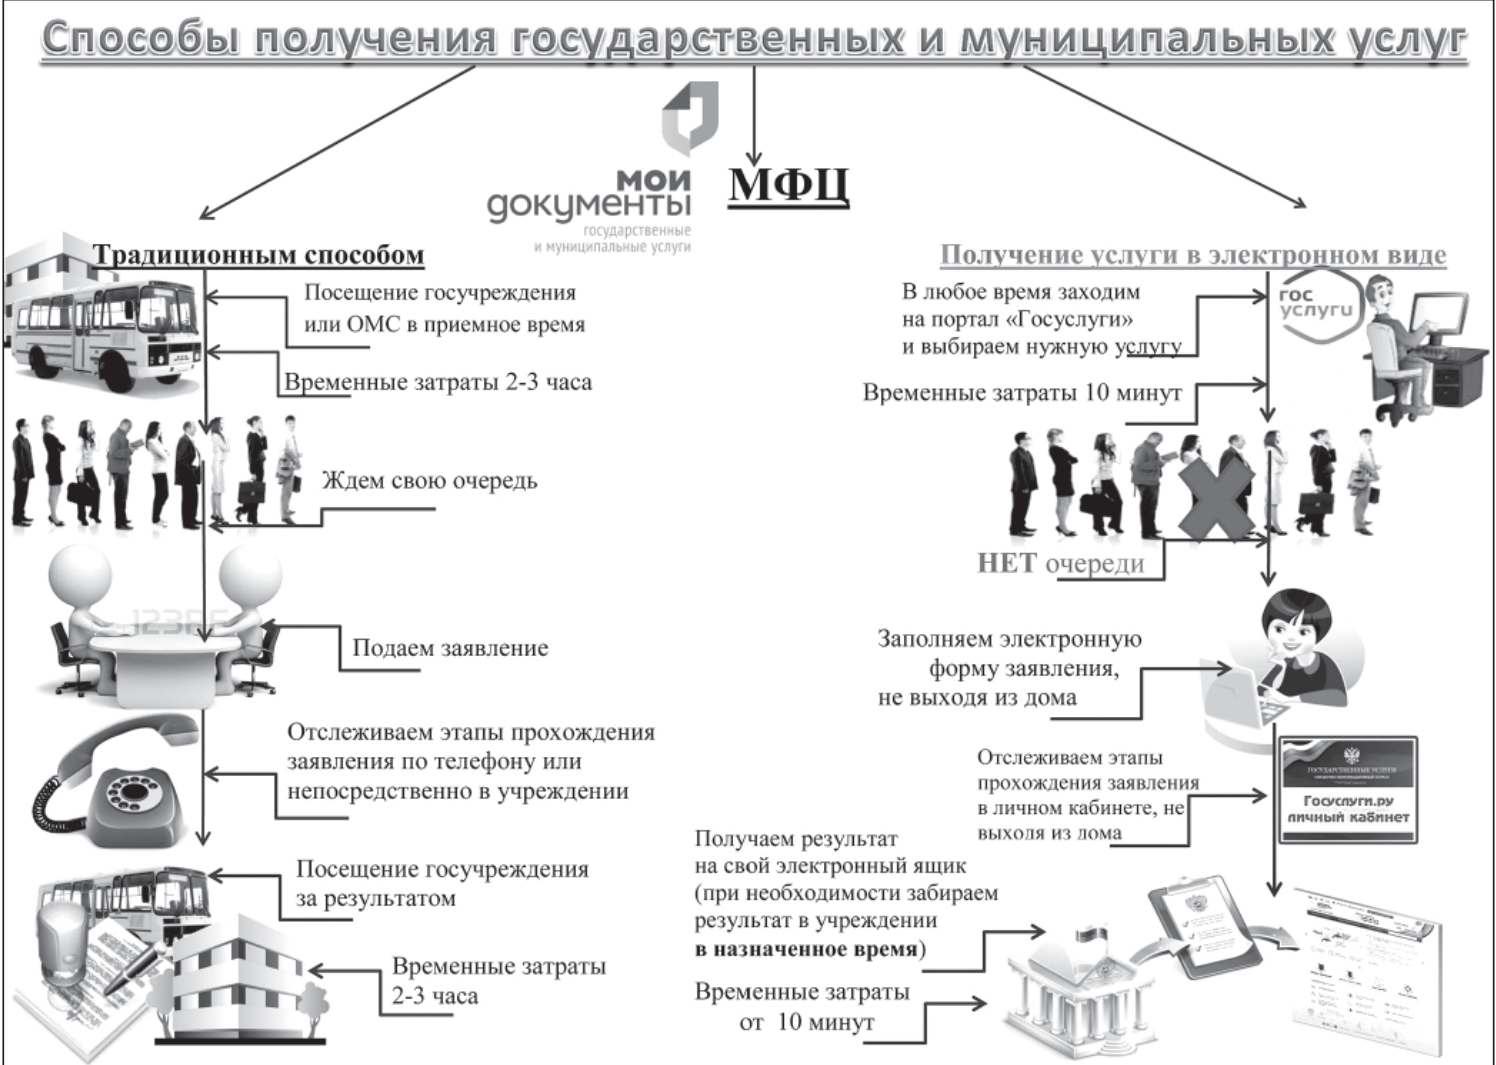 Способы получения государственных и муниципальных услуг
мои
документы
государственные
и муниципальные услуги
МФЦ
Традиционным способом
Посещение госучреждения
или ОМС в приемное время
Временные затраты 2-3 часа
Ждем свою очередь
Подаем заявление
Отслеживаем этапы прохождения
заявления по телефону или
непосредственно в учреждении
Посещение госучреждения
за результатом
Временные затраты
2-3 часа
Получение услуги в электронном виде
В любое время заходим
на портал «Госуслуги»
и выбираем нужную услугу
гос
услуги
Временные затраты 10 минут
НЕТ очереди
Заполняем электронную
форму заявления,
не выходя из дома
Отслеживаем этапы
прохождения заявления
в личном кабинете, не
выходя из дома
ГОСУДАРСТВЕННЫЕ УСЛУГИ
Госуслуги.ру
личный кабинет
Получаем результат
на свой электронный ящик
(при необходимости забираем
результат в учреждении
в назначенное время)
Временные затраты
от 10 минут